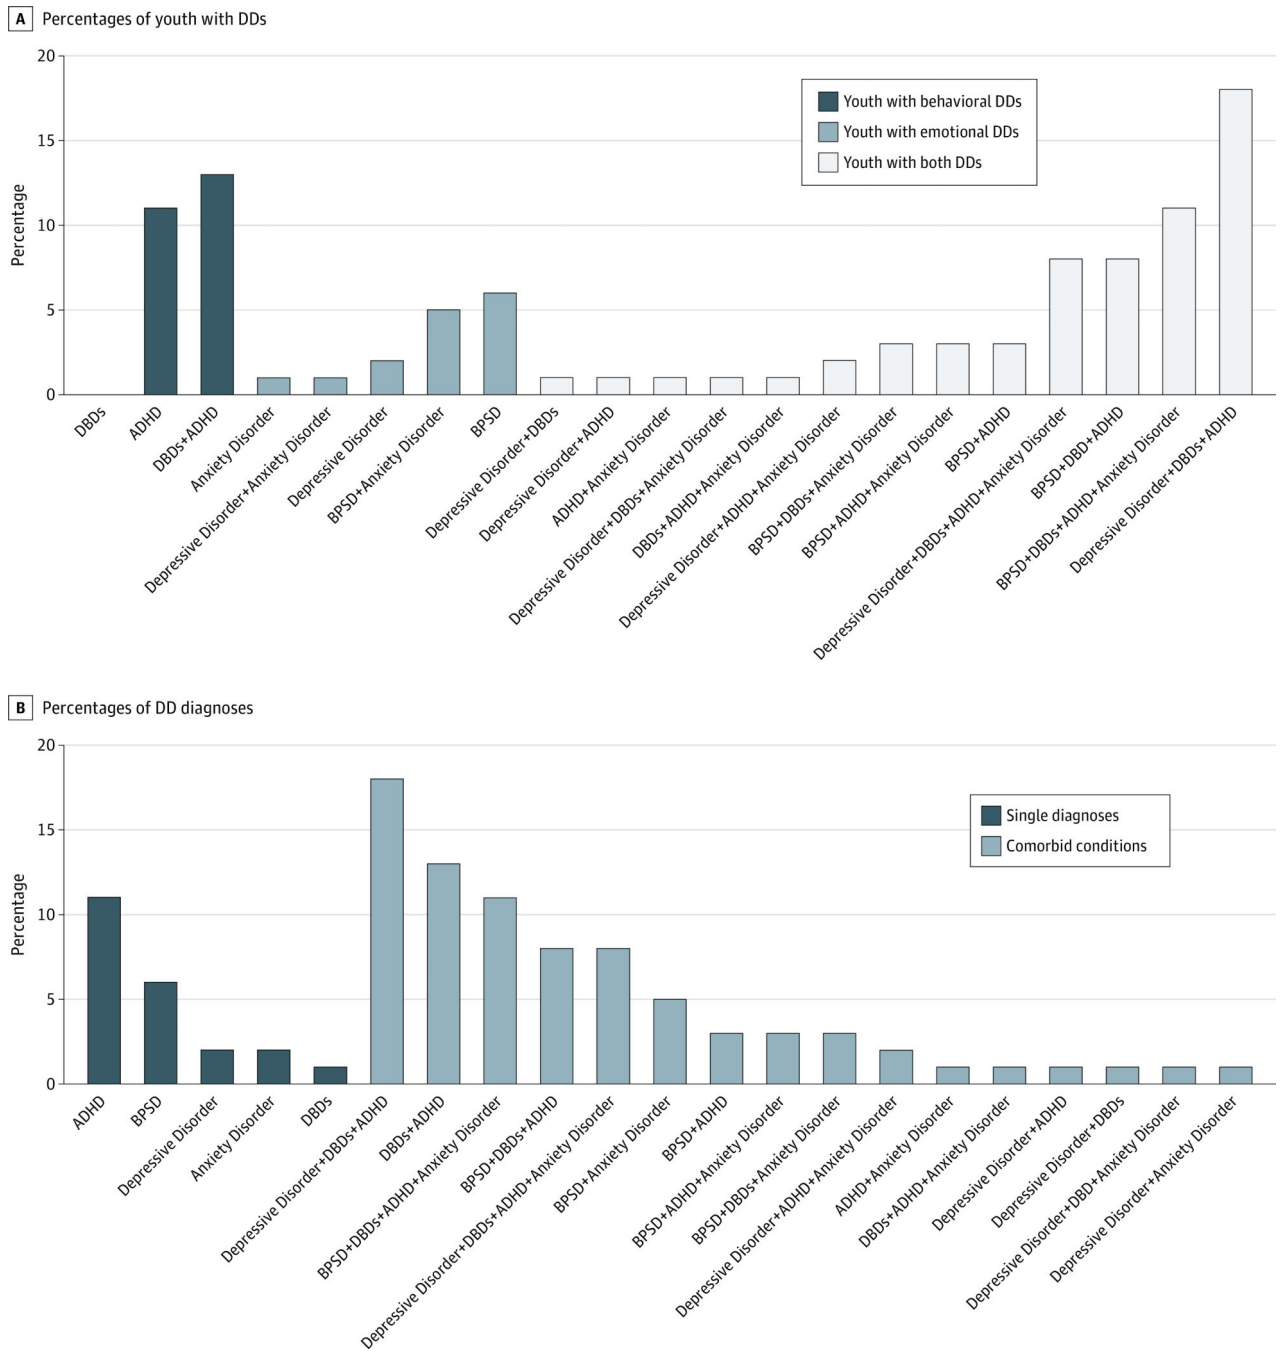 A Percentages of youth with DDs
20
15
10
5
0
Percentage
Youth with behavioral DDs
Youth with emotional DDs
Youth with both DDs
DBDs
ADHD
DBDs+ADHD
Anxiety Disorder
Depressive Disorder+Anxiety Disorder
Depressive Disorder
BPSD+Anxiety Disorder
BPSD
Depressive Disorder+DBDs
Depressive Disorder+ADHD
ADHD+Anxiety Disorder
Depressive Disorder+DBDs+Anxiety Disorder
DBDs+ADHD+Anxiety Disorder
Depressive Disorder+ADHD+Anxiety Disorder
BPSD+DBDs+Anxiety Disorder
BPSD+ADHD+Anxiety Disorder
BPSD+ADHD
Depressive Disorder+DBDs+ADHD+Anxiety Disorder
BPSD+DBD+ADHD
BPSD+DBDs+ADHD+Anxiety Disorder
Depressive Disorder+DBDs+ADHD
B Percentages of DD diagnoses
20
15
10
5
0
Percentage
Single diagnoses
Comorbid conditions
ADHD
BPSD
Depressive Disorder
Anxiety Disorder
DBDs
Depressive Disorder+DBDs+ADHD
DBDs+ADHD
BPSD+DBDs+ADHD+Anxiety Disorder
BPSD+DBDs+ADHD
Depressive Disorder+DBDs+ADHD+Anxiety Disorder
BPSD+Anxiety Disorder
BPSD+ADHD
BPSD+ADHD+Anxiety Disorder
BPSD+DBDs+Anxiety Disorder
Depressive Disorder+ADHD+Anxiety Disorder
ADHD+Anxiety Disorder
DBDs+ADHD+Anxiety Disorder
Depressive Disorder+ADHD
Depressive Disorder+DBDs
Depressive Disorder+DBD+Anxiety Disorder
Depressive Disorder+Anxiety Disorder